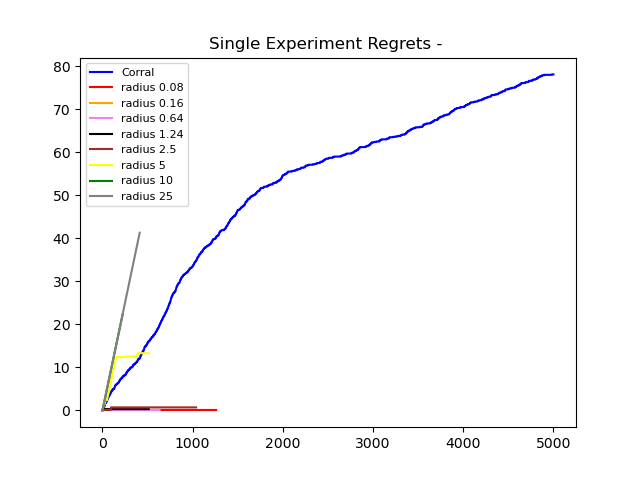 Single Experiment Regrets -
80
70
60
50
40
30
20
10
0
Corral
radius 0.08
radius 0.16
radius 0.64
radius 1.24
radius 2.5
radius 5
radius 10
radius 25
0 1000 2000 3000 4000 5000